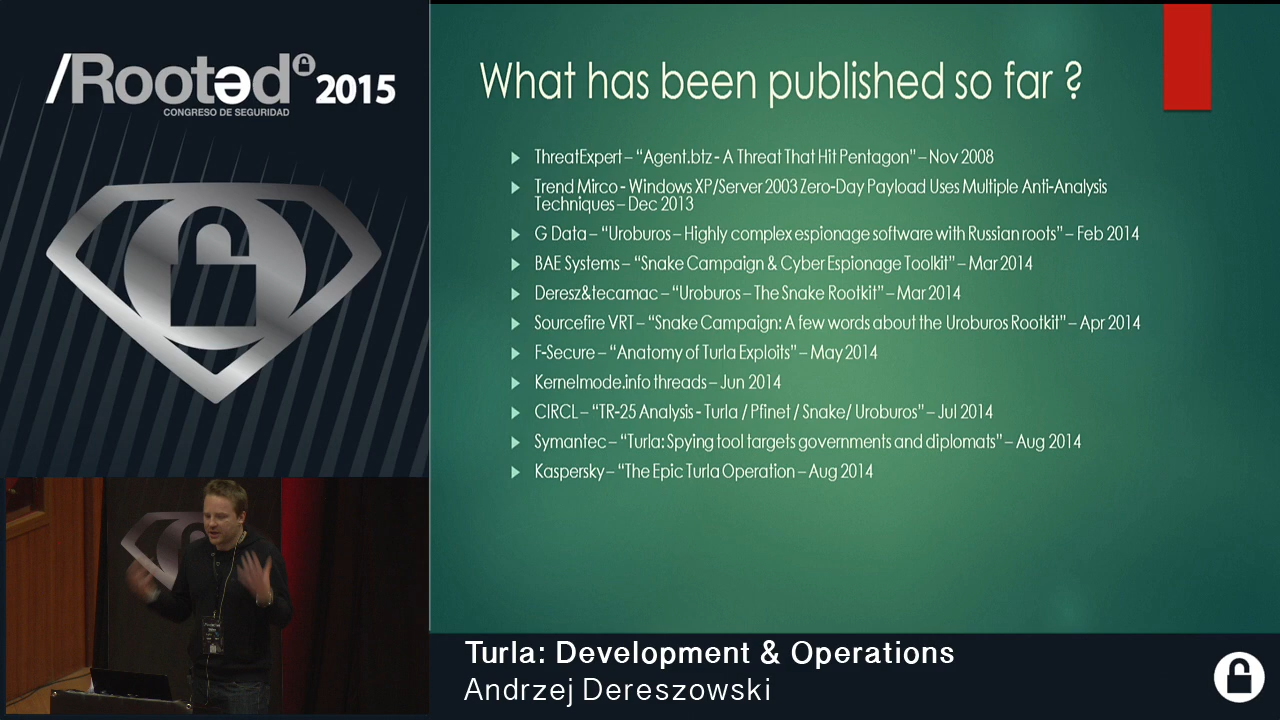 /Rootəd 2015
CONGRESO DE SEGURIDAD
What has been published so far ?
ThreatExpert – “Agent.btz - A Threat That Hit Pentagon” – Nov 2008
Trend Mirco - Windows XP/Server 2003 Zero-Day Payload Uses Multiple Anti-Analysis
Techniques – Dec 2013
G Data – “Uroburos – Highly complex espionage software with Russian roots” – Feb 2014
BAE Systems – “Snake Campaign & Cyber Espionage Toolkit” – Mar 2014
Deresz&tecamac – “Uroburos – The Snake Rootkit” – Mar 2014
Sourcefire VRT – “Snake Campaign: A few words about the Uroburos Rootkit” – Apr 2014
F-Secure – “Anatomy of Turla Exploits” – May 2014
Kernelmode.info threads – Jun 2014
CIRCL – “TR-25 Analysis - Turla / Pfinet / Snake/ Uroburos” – Jul 2014
Symantec – “Turla: Spying tool targets governments and diplomats” – Aug 2014
Kaspersky – “The Epic Turla Operation – Aug 2014
Turla: Development & Operations
Andrzej Dereszowski